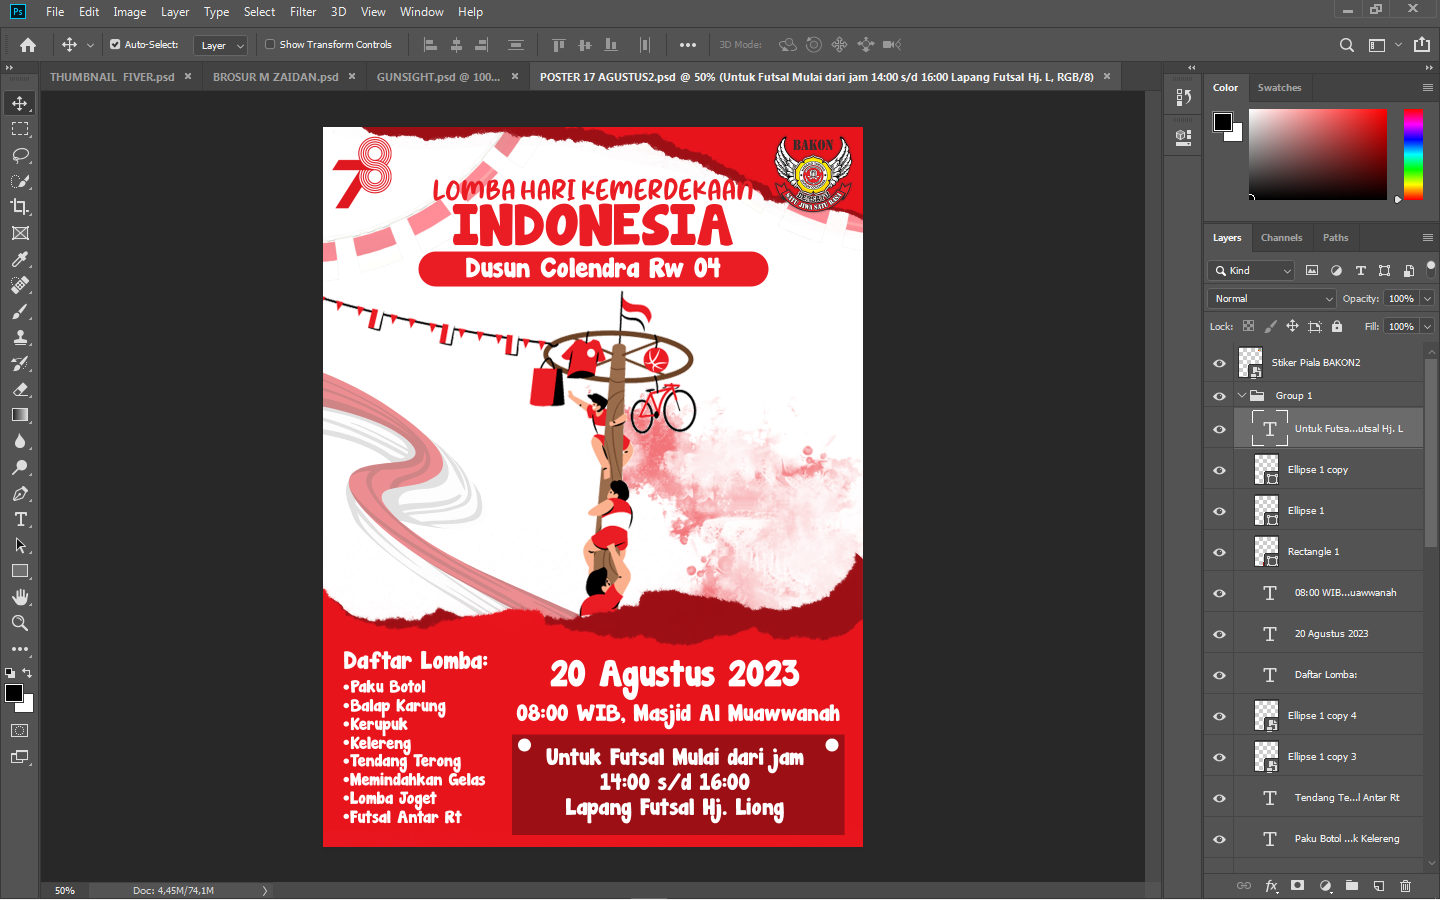 Ps File Edit Image Layer Type Select Filter 3D View Window Help
Auto-Select: Layer Show Transform Controls 3D Mode:
THUMBNAIL FIVER.psd × BROSUR M ZAIDAN.psd × GUNSIGHT.psd @ 100... × POSTER 17 AGUSTUS2.psd @ 50% (Untuk Futsal Mulai dari jam 14:00 s/d 16:00 Lapang Futsal Hj. L, RGB/8) ×
78
BAKON
SATU JIWA SATU RASA
LOMBA HARI KEMERDEKAAN
INDONESIA
Dusun Colendra Rw 04
Daftar Lomba:
•Paku Botol
•Balap Karung
•Kerupuk
•Kelereng
•Tendang Terong
•Memindahkan Gelas
•Lomba Joget
•Futsal Antar Rt
20 Agustus 2023
08:00 WIB, Masjid Al Muawwanah
Untuk Futsal Mulai dari jam
14:00 s/d 16:00
Lapang Futsal Hj. Liong
50% Doc: 4,45M/74,1M
Color Swatches
Layers Channels Paths
Kind
Normal Opacity: 100%
Lock: Fill: 100%
Stiker Piala BAKON2
Group 1
Untuk Futsa...utsal Hj. L
Ellipse 1 copy
Ellipse 1
Rectangle 1
08:00 WIB...uawwanah
20 Agustus 2023
Daftar Lomba:
Ellipse 1 copy 4
Ellipse 1 copy 3
Tendang Te...l Antar Rt
Paku Botol ...k Kelereng
fx